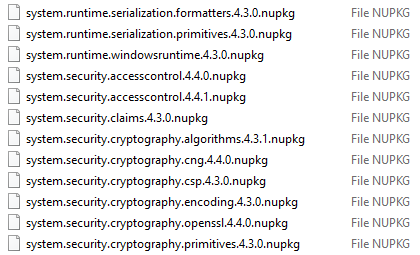 system.runtime.serialization.formatters.4.3.0.nupkg File NUPKG
system.runtime.serialization.primitives.4.3.0.nupkg File NUPKG
system.runtime.windowsruntime.4.3.0.nupkg File NUPKG
system.security.accesscontrol.4.4.0.nupkg File NUPKG
system.security.accesscontrol.4.4.1.nupkg File NUPKG
system.security.claims.4.3.0.nupkg File NUPKG
system.security.cryptography.algorithms.4.3.1.nupkg File NUPKG
system.security.cryptography.cng.4.4.0.nupkg File NUPKG
system.security.cryptography.csp.4.3.0.nupkg File NUPKG
system.security.cryptography.encoding.4.3.0.nupkg File NUPKG
system.security.cryptography.openssl.4.4.0.nupkg File NUPKG
system.security.cryptography.primitives.4.3.0.nupkg File NUPKG